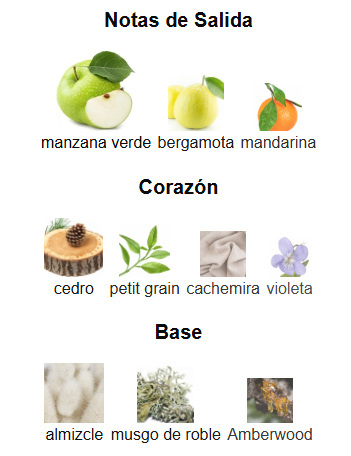 Notas de Salida
manzana verde bergamota mandarina
Corazón
cedro petit grain cachemira violeta
Base
almizcle musgo de roble Amberwood